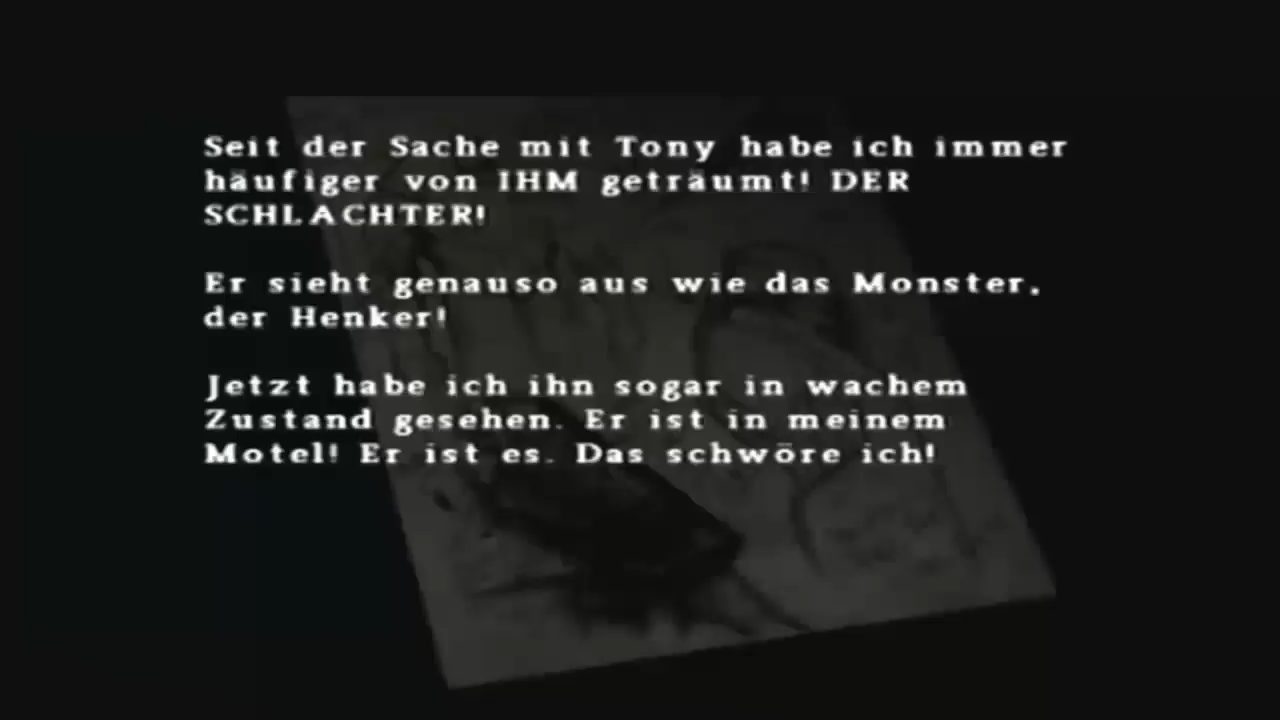 Seit der Sache mit Tony habe ich immer
häufiger von IHM geträumt! DER
SCHLACHTER!
Er sieht genauso aus wie das Monster,
der Henker!
Jetzt habe ich ihn sogar in wachem
Zustand gesehen. Er ist in meinem
Motel! Er ist es. Das schwöre ich!